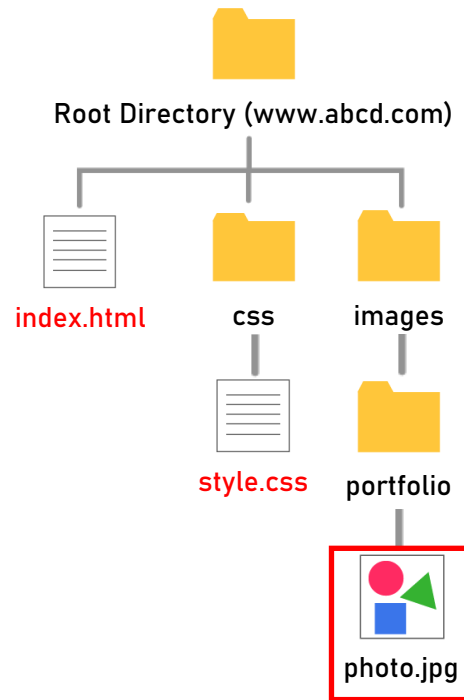 Root Directory (www.abcd.com)
index.html
css
images
style.css
portfolio
photo.jpg